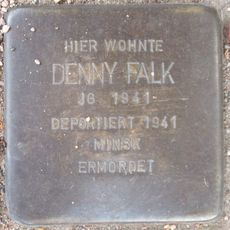 HIER WOHNTE
DENNY FALK
JG 1941
DEPORTIERT 1941
MINSK
ERMORDET